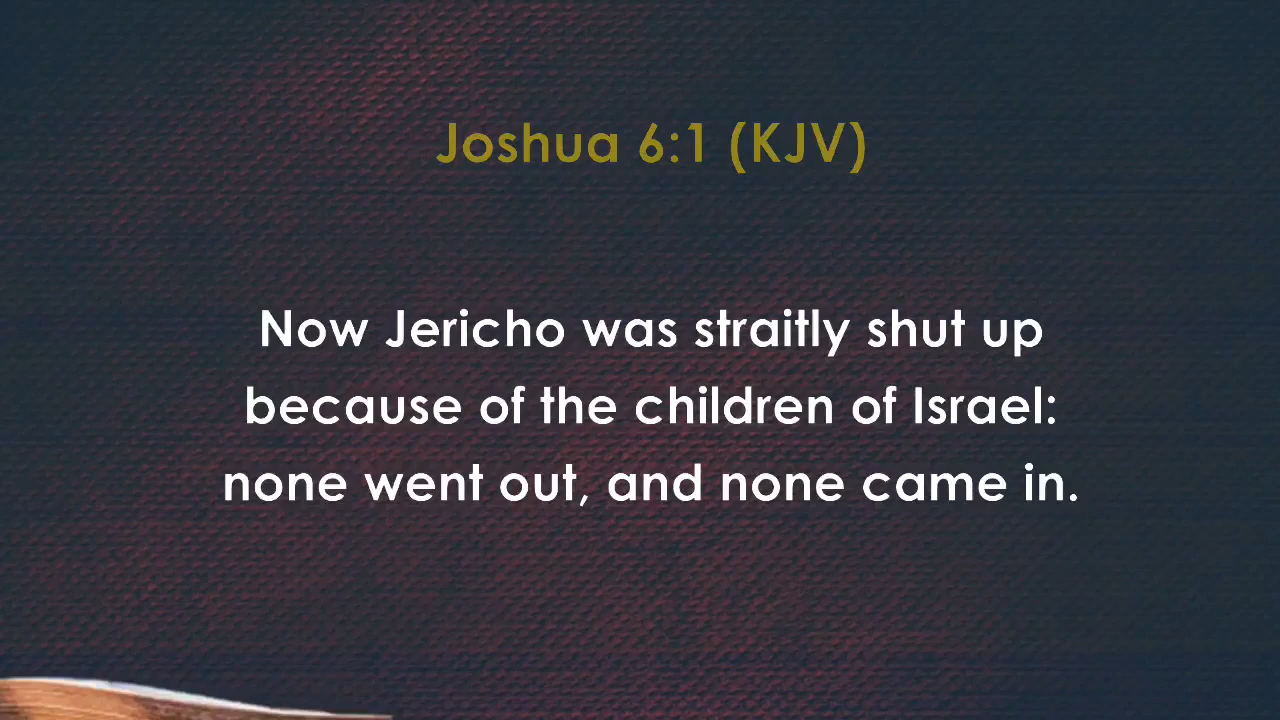 Joshua 6:1 (KJV)
Now Jericho was straitly shut up
because of the children of Israel:
none went out, and none came in.